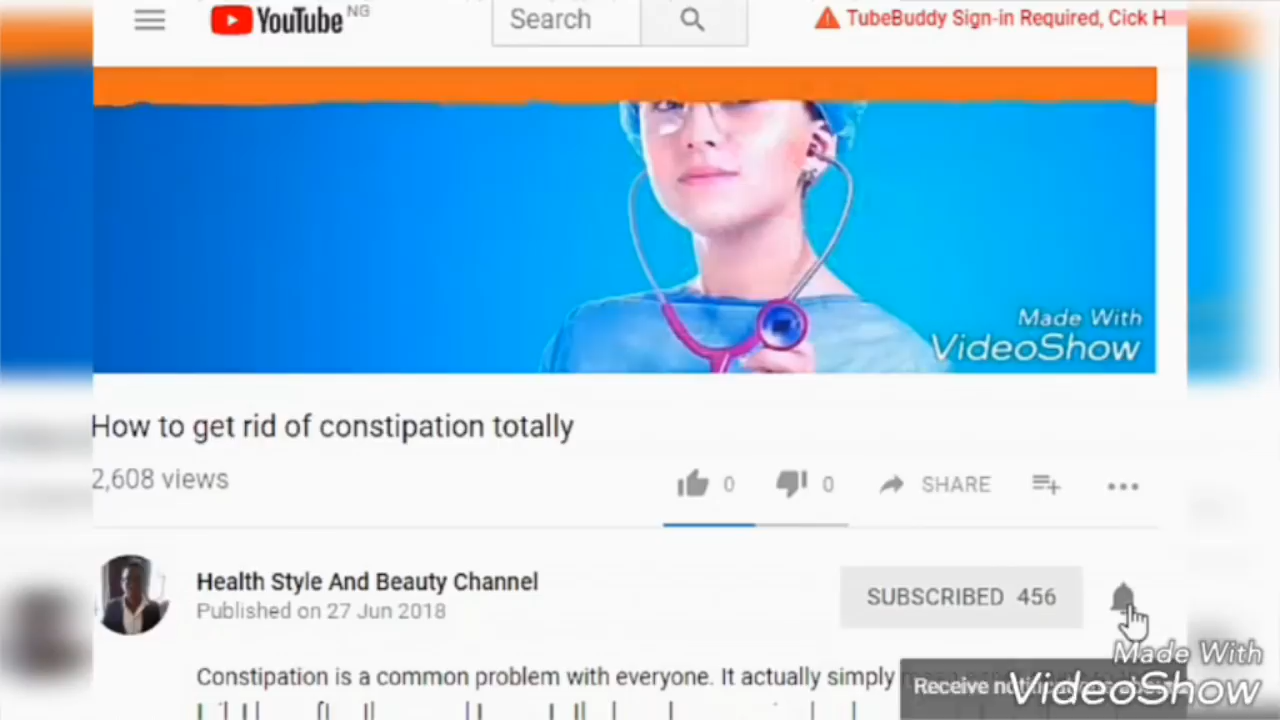 YouTube NG
Search
TubeBuddy Sign-in Required, Cick H
Made With
VideoShow
How to get rid of constipation totally
2,608 views
0
0
SHARE
Health Style And Beauty Channel
Published on 27 Jun 2018
SUBSCRIBED 456
Constipation is a common problem with everyone. It actually simply
Receive
Made With
VideoShow